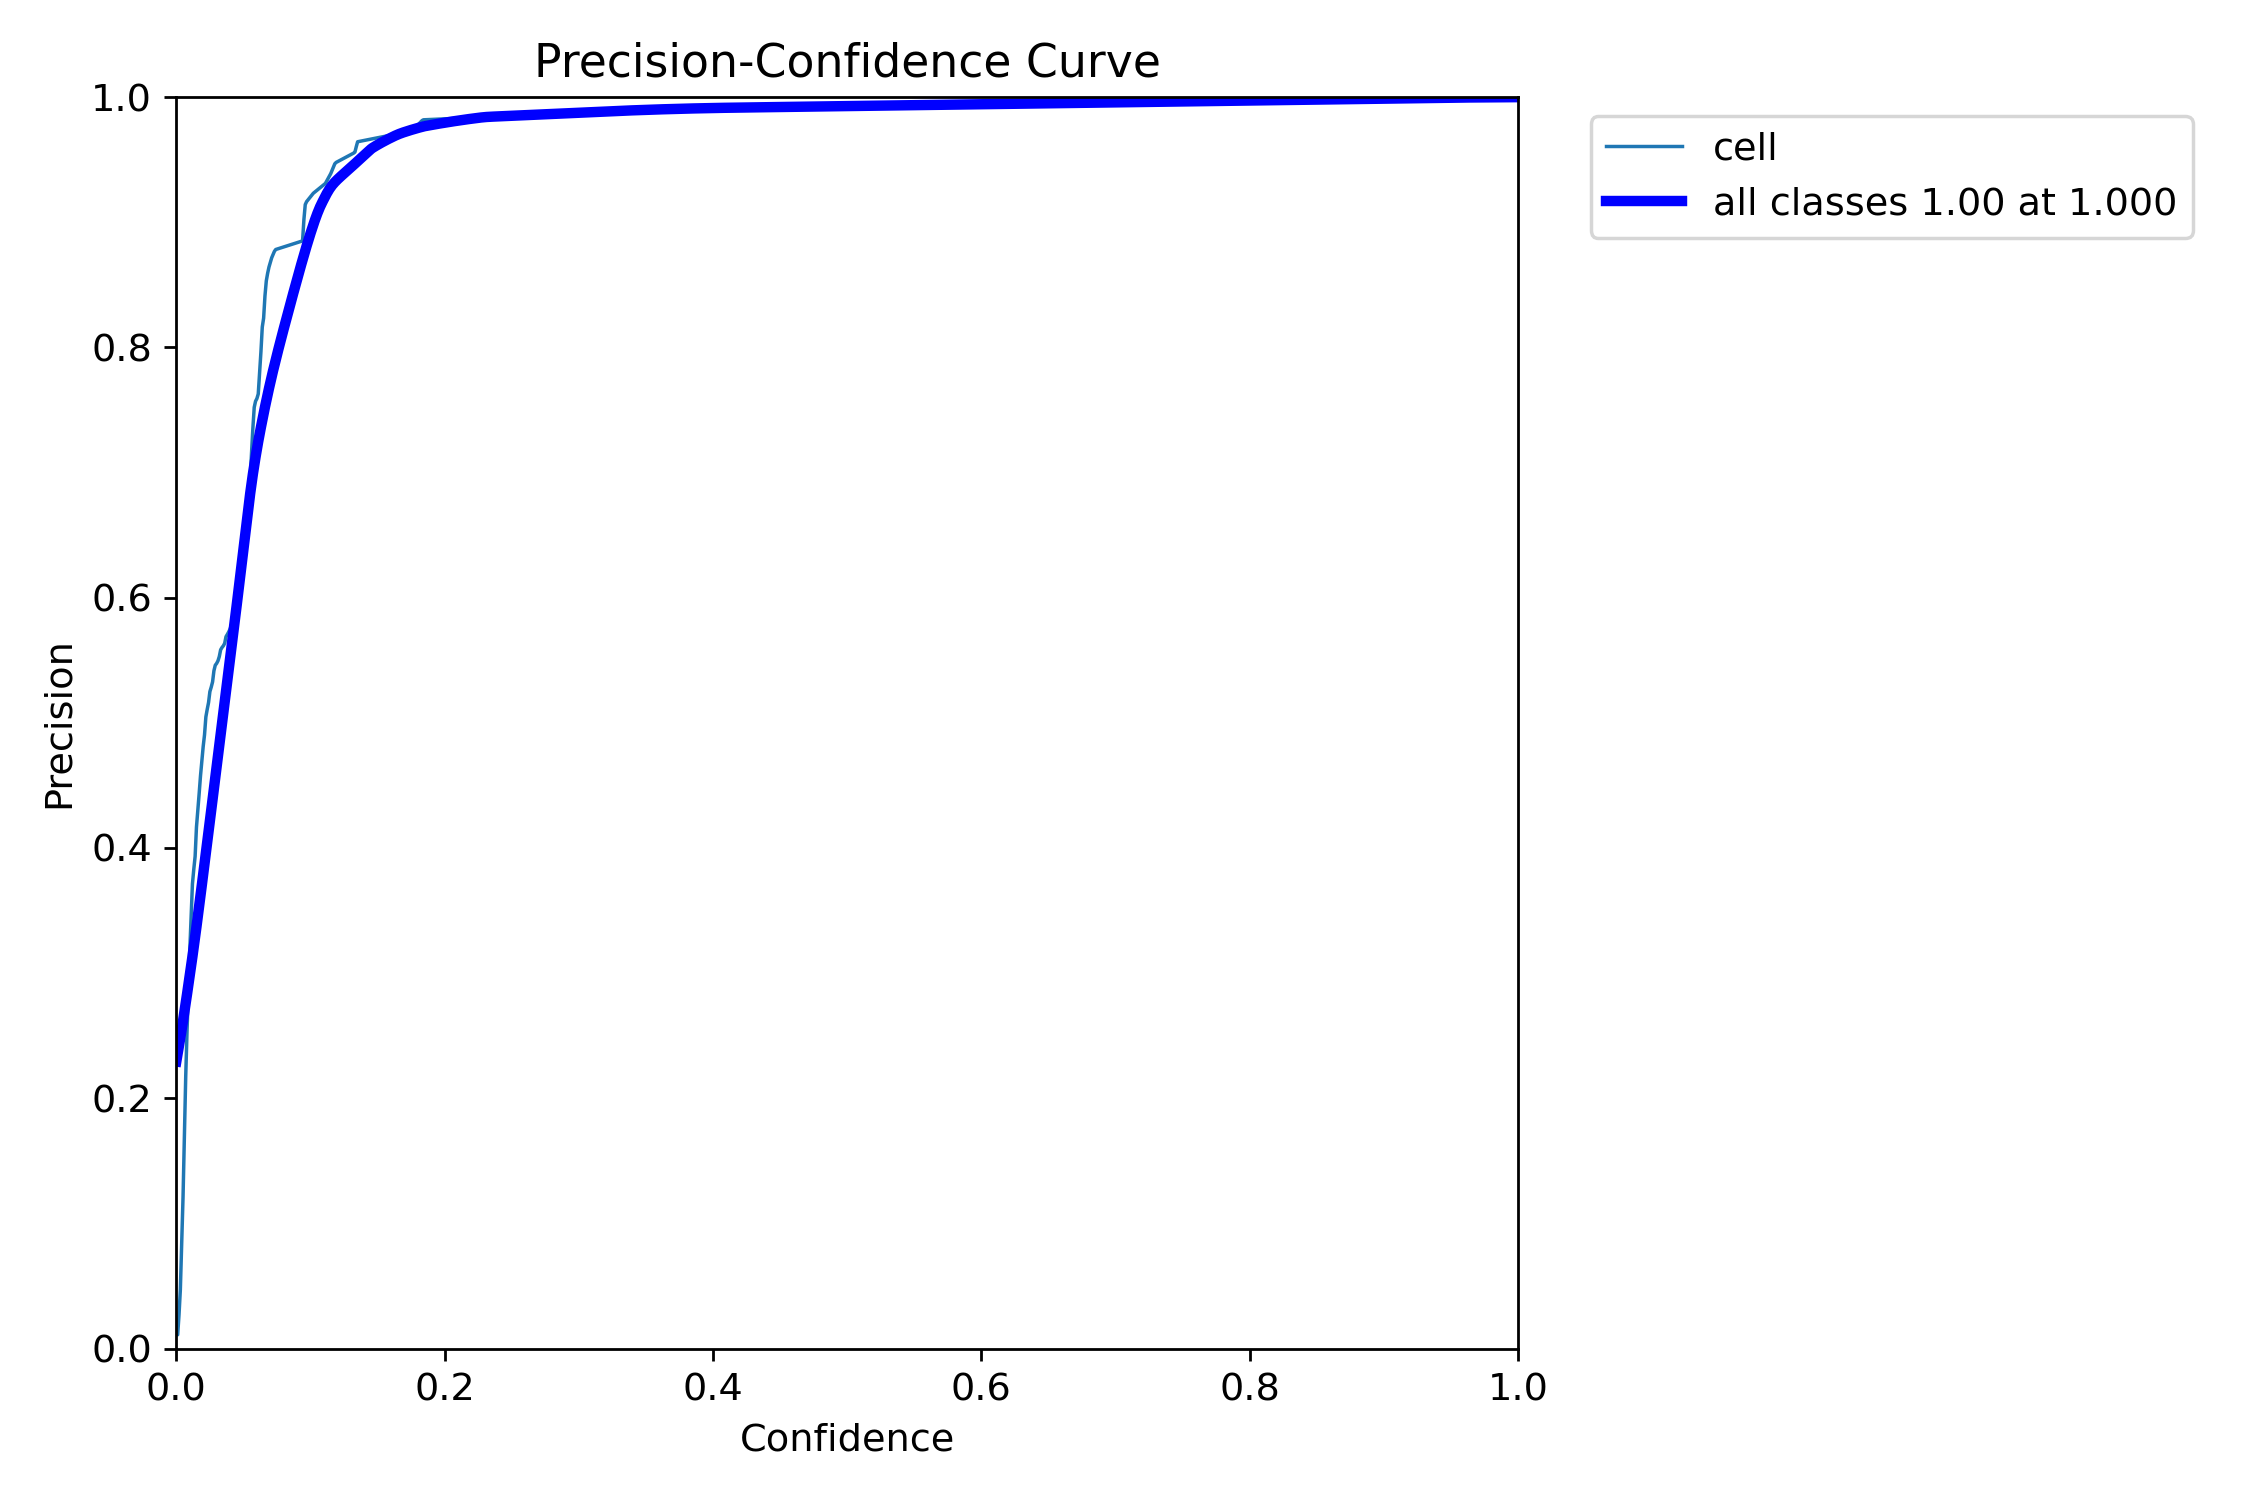 Precision-Confidence Curve
1.0
0.8
0.6
0.4
0.2
0.0
Precision
0.0 0.2 0.4 0.6 0.8 1.0
Confidence
cell
all classes 1.00 at 1.000